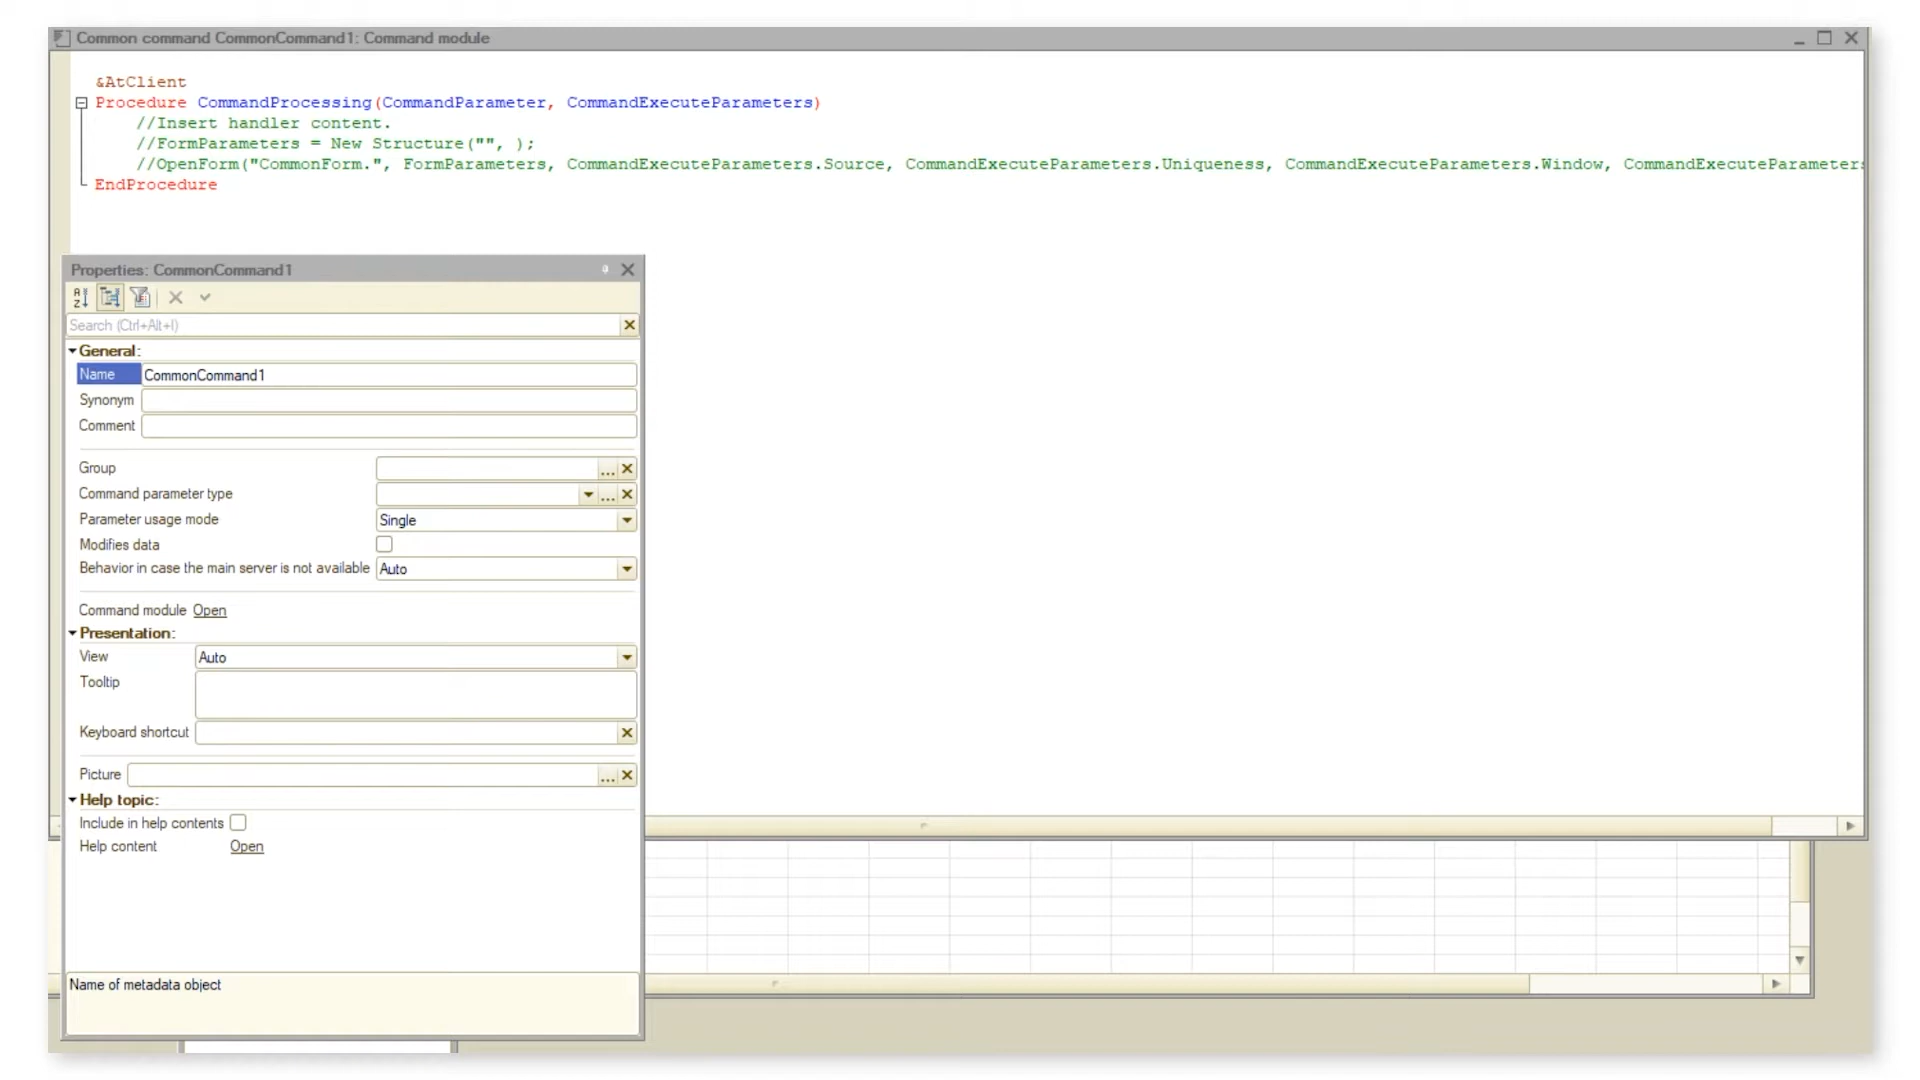 Common command CommonCommand1: Command module
&AtClient
Procedure CommandProcessing(CommandParameter, CommandExecuteParameters)
//Insert handler content.
//FormParameters = New Structure("", );
//OpenForm("CommonForm.", FormParameters, CommandExecuteParameters.Source, CommandExecuteParameters.Uniqueness, CommandExecuteParameters.Window, CommandExecuteParameters
EndProcedure
Properties: CommonCommand1
Search (Ctrl+Alt+I)
General:
Name CommonCommand1
Synonym
Comment
Group
Command parameter type
Parameter usage mode Single
Modifies data
Behavior in case the main server is not available Auto
Command module Open
Presentation:
View Auto
Tooltip
Keyboard shortcut
Picture
Help topic:
Include in help contents
Help content Open
Name of metadata object